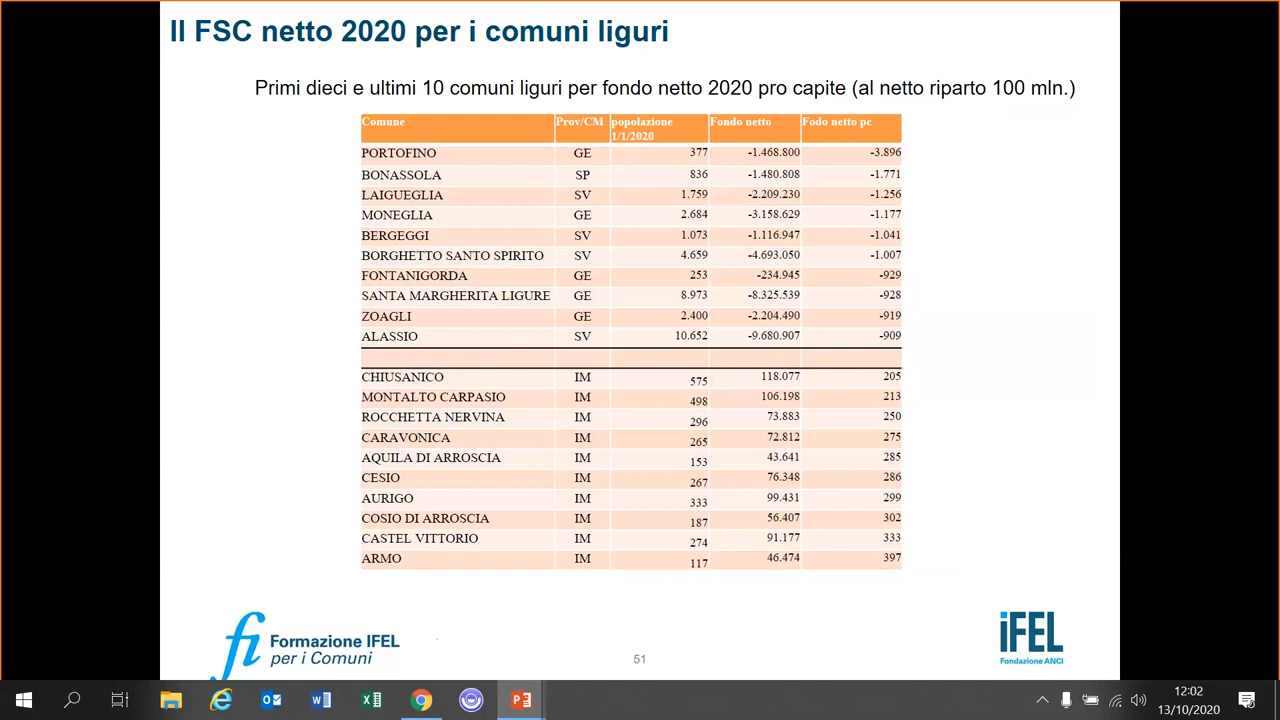 Il FSC netto 2020 per i comuni liguri
Primi dieci e ultimi 10 comuni liguri per fondo netto 2020 pro capite (al netto riparto 100 mln.)
Comune Prov/CM popolazione 1/1/2020 Fondo netto Fodo netto pc
PORTOFINO GE 377 -1.468.800 -3.896
BONASSOLA SP 836 -1.480.808 -1.771
LAIGUEGLIA SV 1.759 -2.209.230 -1.256
MONEGLIA GE 2.684 -3.158.629 -1.177
BERGEGGI SV 1.073 -1.116.947 -1.041
BORGHETTO SANTO SPIRITO SV 4.659 -4.693.050 -1.007
FONTANIGORDA GE 253 -234.945 -929
SANTA MARGHERITA LIGURE GE 8.973 -8.325.539 -928
ZOAGLI GE 2.400 -2.204.490 -919
ALASSIO SV 10.652 -9.680.907 -909
CHIUSANICO IM 575 118.077 205
MONTALTO CARPASIO IM 498 106.198 213
ROCCHETTA NERVINA IM 296 73.883 250
CARAVONICA IM 265 72.812 275
AQUILA DI ARROSCIA IM 153 43.641 285
CESIO IM 267 76.348 286
AURIGO IM 333 99.431 299
COSIO DI ARROSCIA IM 187 56.407 302
CASTEL VITTORIO IM 274 91.177 333
ARMO IM 117 46.474 397
fi Formazione IFEL
per i Comuni
51
iFEL
Fondazione ANCI
12:02
13/10/2020